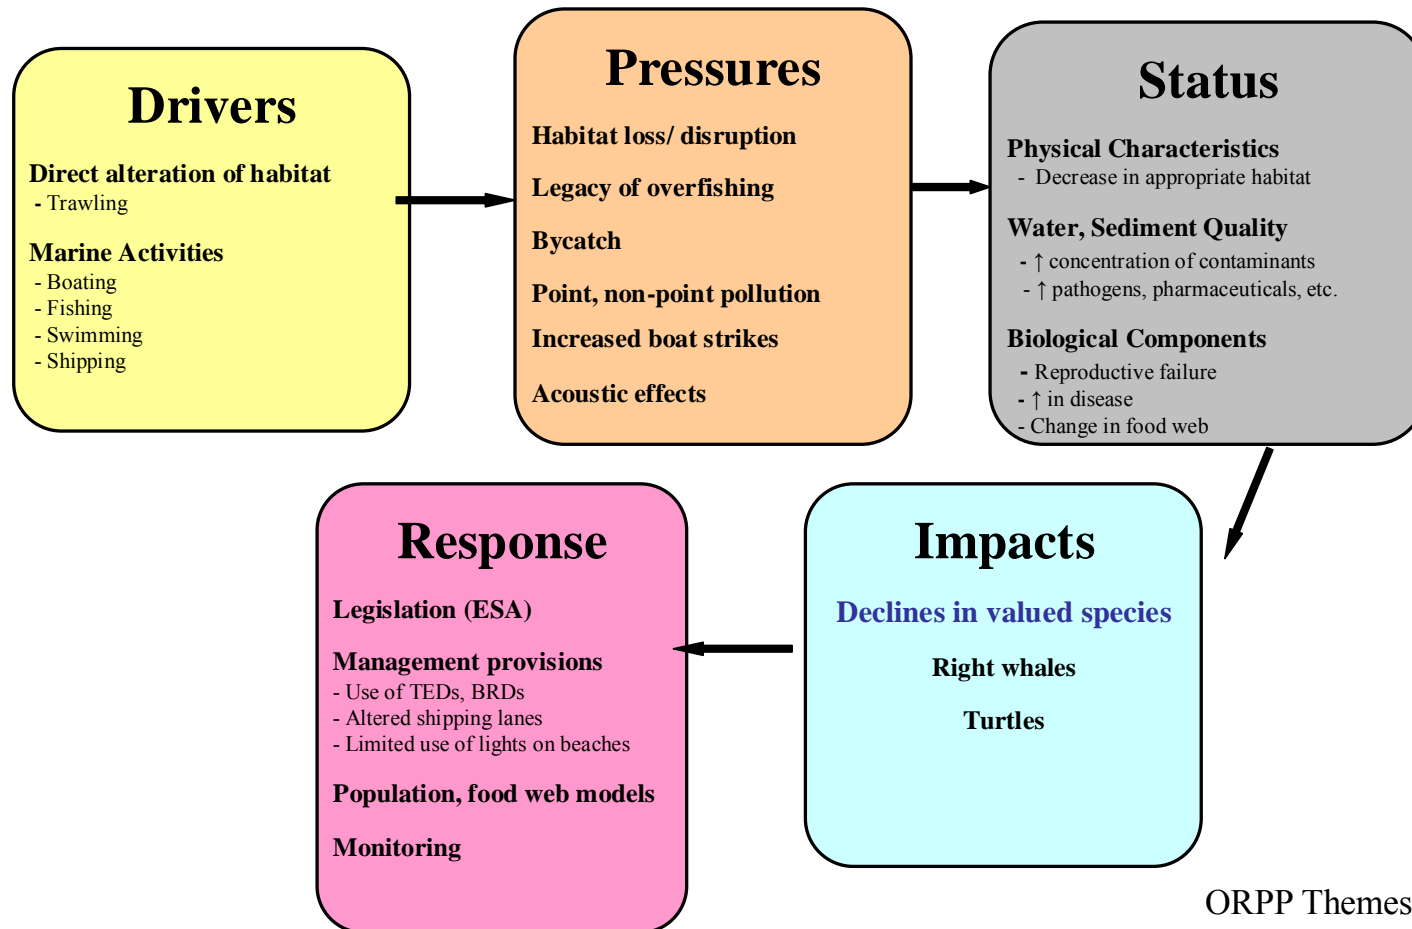 Drivers
Direct alteration of habitat
- Trawling
Marine Activities
- Boating
- Fishing
- Swimming
- Shipping
Pressures
Habitat loss/ disruption
Legacy of overfishing
Bycatch
Point, non-point pollution
Increased boat strikes
Acoustic effects
Status
Physical Characteristics
- Decrease in appropriate habitat
Water, Sediment Quality
- ↑ concentration of contaminants
- ↑ pathogens, pharmaceuticals, etc.
Biological Components
- Reproductive failure
- ↑ in disease
- Change in food web
Response
Legislation (ESA)
Management provisions
- Use of TEDs, BRDs
- Altered shipping lanes
- Limited use of lights on beaches
Population, food web models
Monitoring
Impacts
Declines in valued species
Right whales
Turtles
ORPP Themes